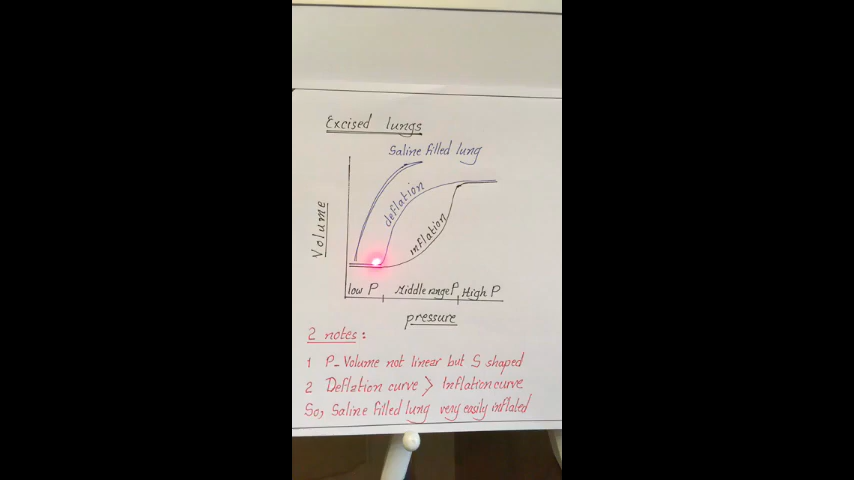 Excised lungs
Saline filled lung
deflation
inflation
Volume
low P Middle range P High P
pressure
2 notes:
1 P-Volume not linear but S shaped
2 Deflation curve > Inflation curve
So, Saline filled lung very easily inflated